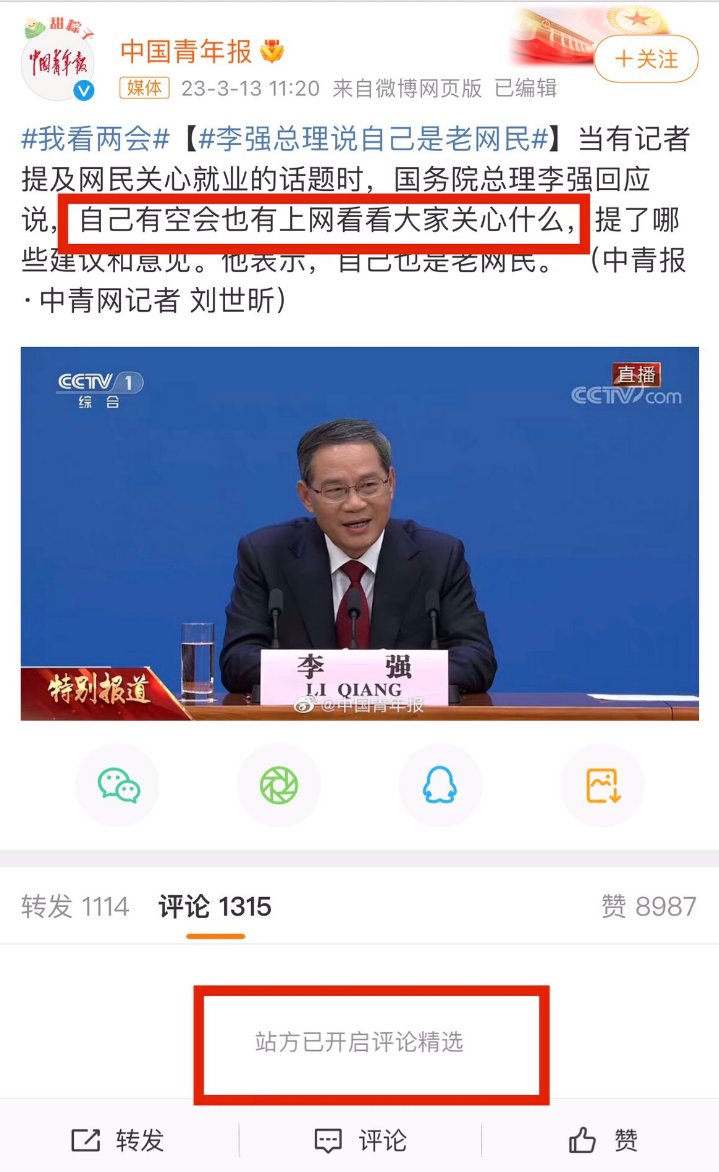 甜粽了
中国青年报
中国青年报
+关注
媒体 23-3-13 11:20 来自微博网页版 已编辑
#我看两会#【#李强总理说自己是老网民#】当有记者
提及网民关心就业的话题时，国务院总理李强回应
说，自己有空会也有上网看看大家关心什么，提了哪
些建议和意见。他表示，自己也是老网民。（中青报
·中青网记者 刘世昕）
CCTV 1
综合
直播
CCTV.com
李 强
LI QIANG
特别报道
@中国青年报
转发 1114 评论 1315 赞 8987
站方已开启评论精选
转发 评论 赞